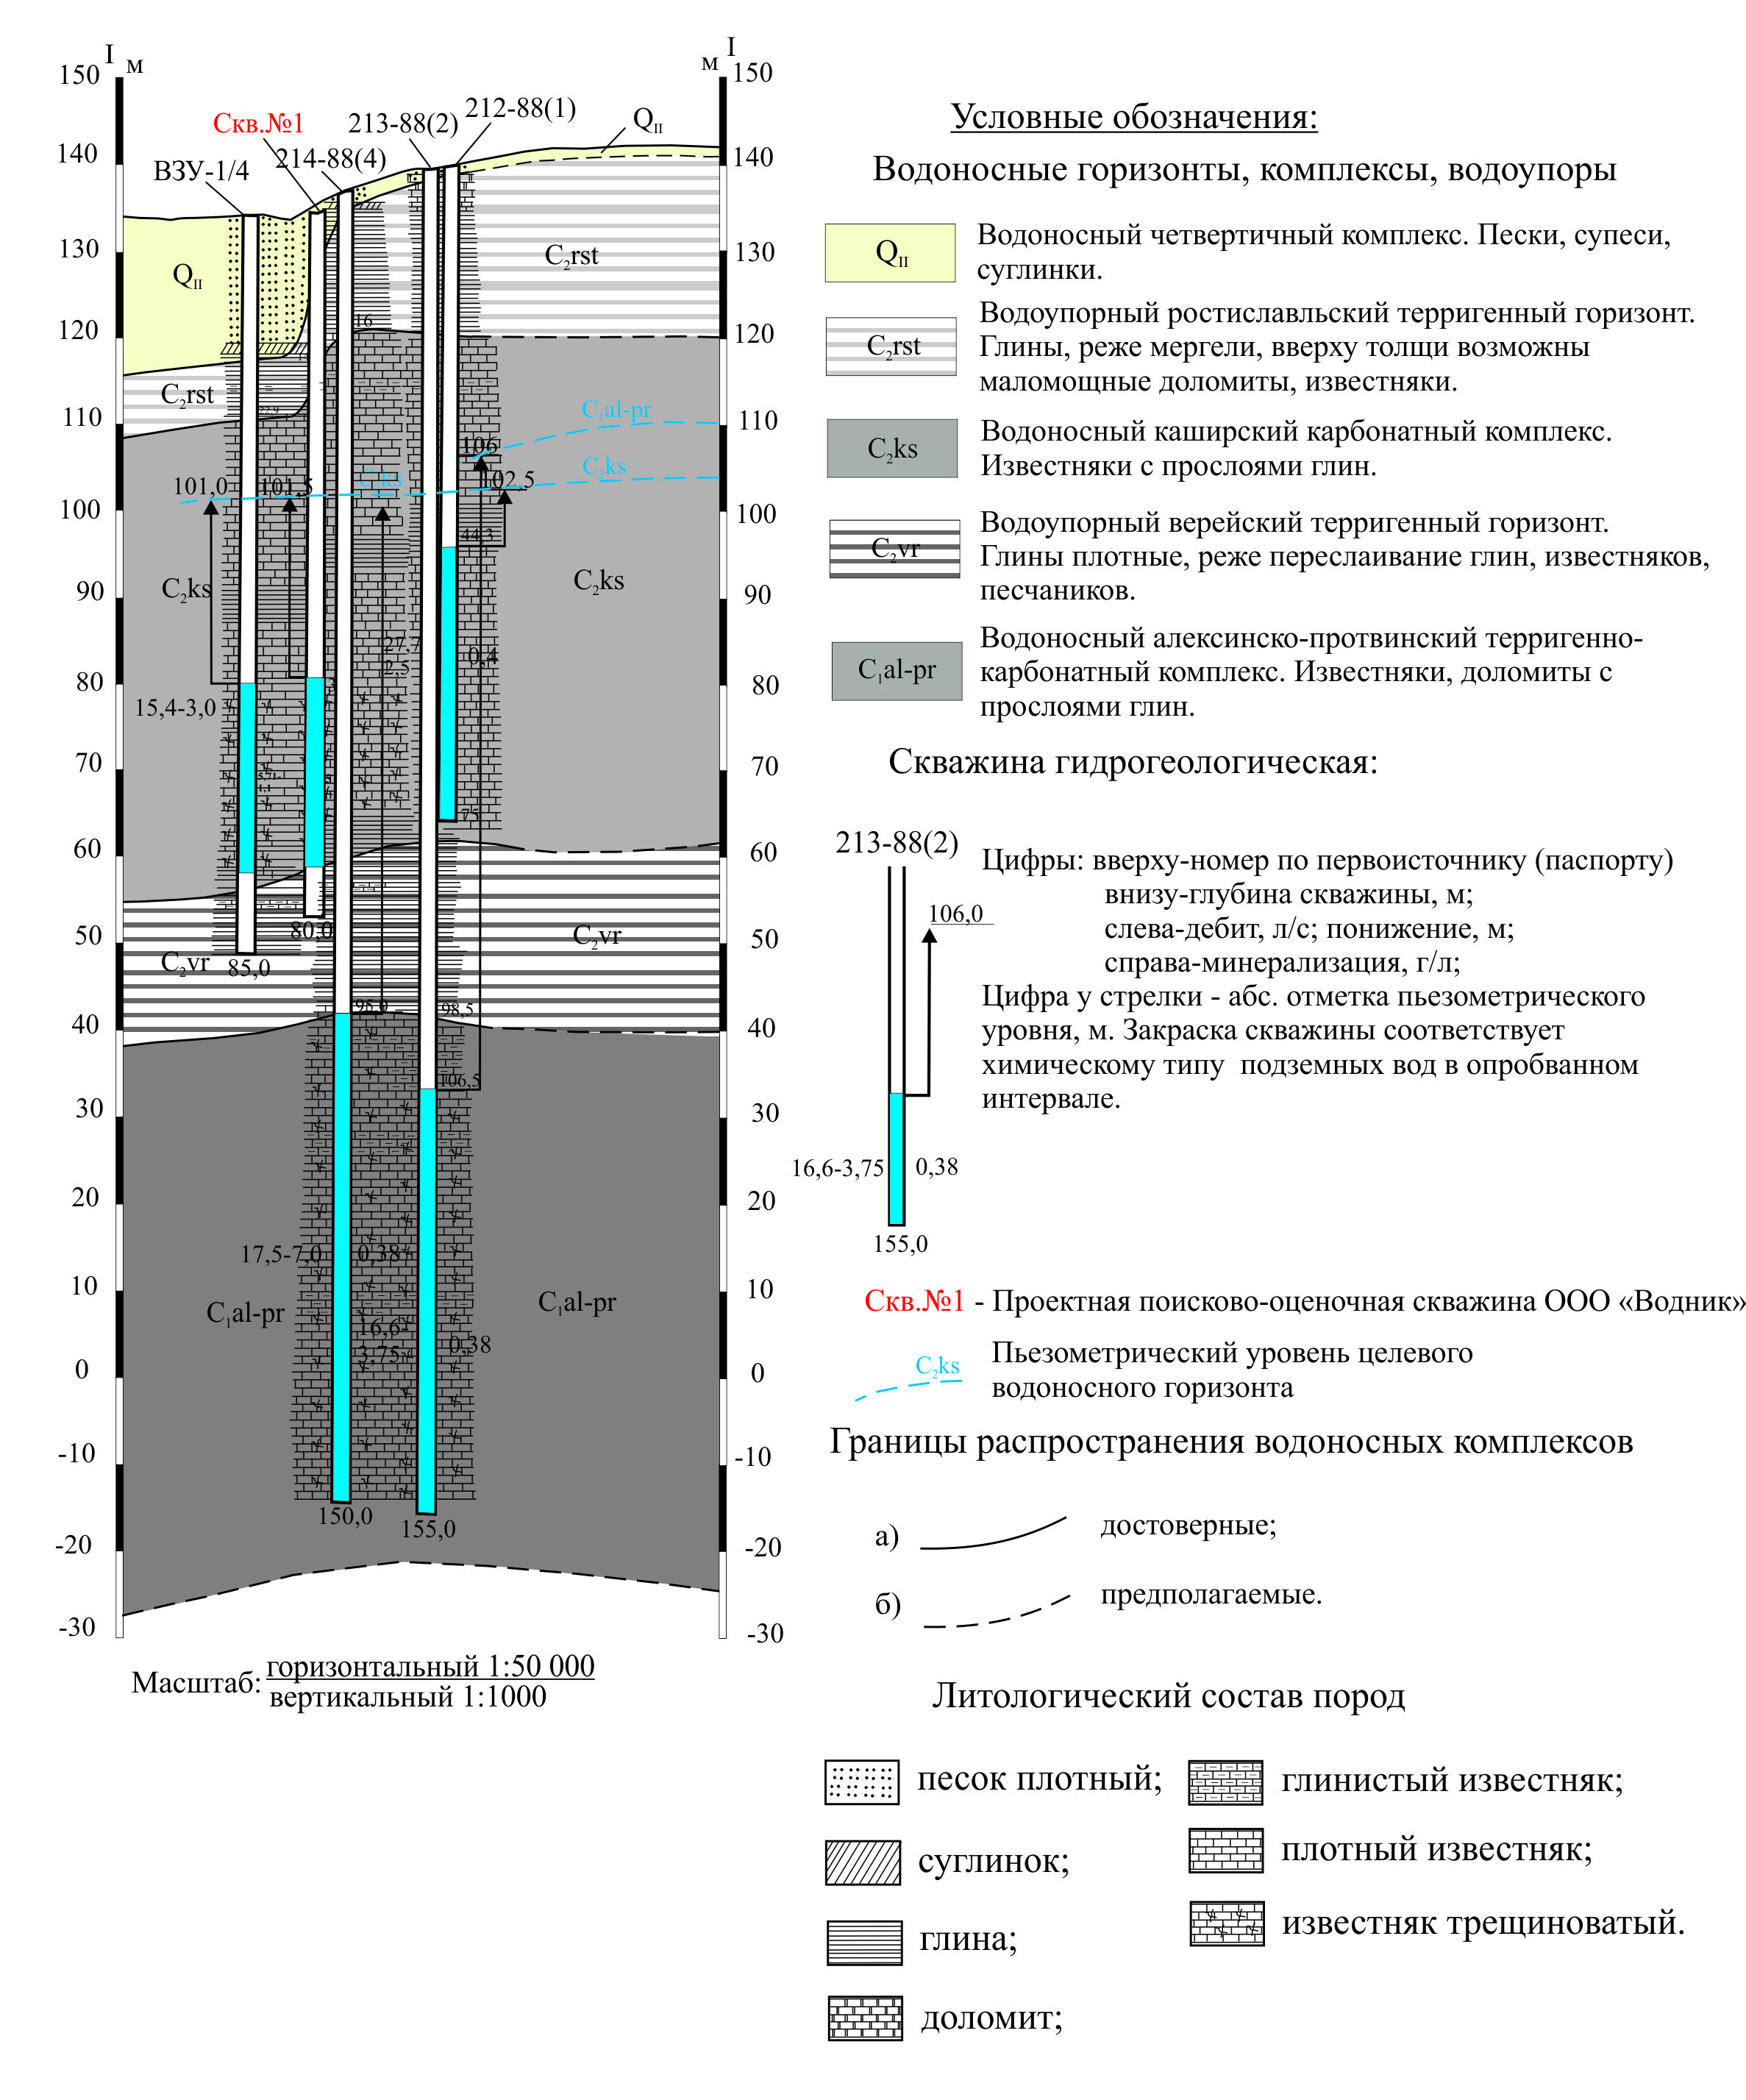 I
м
м
I
150
140
130
120
110
100
90
80
70
60
50
40
30
20
10
0
-10
-20
-30
150
140
130
120
110
100
90
80
70
60
50
40
30
20
10
0
-10
-20
-30
212-88(1)
Скв.№1
213-88(2)
QII
214-88(4)
ВЗУ-1/4
QII
C2rst
C2rst
16
22,9
C1al-pr
106
C2ks
C2ks
101,0
101,5
102,5
44,3
C2ks
C2ks
27,7
2,5
0,4
15,4-3,0
75
80,0
C2vr
C2vr
85,0
98,5
106,5
17,5-7,0
0,38
C1al-pr
C1al-pr
16,6-
3,75
0,38
150,0
155,0
Масштаб:
горизонтальный 1:50 000
вертикальный 1:1000
Условные обозначения:
Водоносные горизонты, комплексы, водоупоры
QII
Водоносный четвертичный комплекс. Пески, супеси,
суглинки.
C2rst
Водоупорный ростиславльский терригенный горизонт.
Глины, реже мергели, вверху толщи возможны
маломощные доломиты, известняки.
C2ks
Водоносный каширский карбонатный комплекс.
Известняки с прослоями глин.
C2vr
Водоупорный верейский терригенный горизонт.
Глины плотные, реже переслаивание глин, известняков,
песчаников.
C1al-pr
Водоносный алексинско-протвинский терригенно-
карбонатный комплекс. Известняки, доломиты с
прослоями глин.
Скважина гидрогеологическая:
213-88(2)
106,0
16,6-3,75
0,38
155,0
Цифры: вверху-номер по первоисточнику (паспорту)
внизу-глубина скважины, м;
слева-дебит, л/с; понижение, м;
справа-минерализация, г/л;
Цифра у стрелки - абс. отметка пьезометрического
уровня, м. Закраска скважины соответствует
химическому типу подземных вод в опробванном
интервале.
Скв.№1 - Проектная поисково-оценочная скважина ООО «Водник»
C2ks
Пьезометрический уровень целевого
водоносного горизонта
Границы распространения водоносных комплексов
а)
достоверные;
б)
предполагаемые.
Литологический состав пород
песок плотный;
глинистый известняк;
суглинок;
плотный известняк;
глина;
известняк трещиноватый.
доломит;